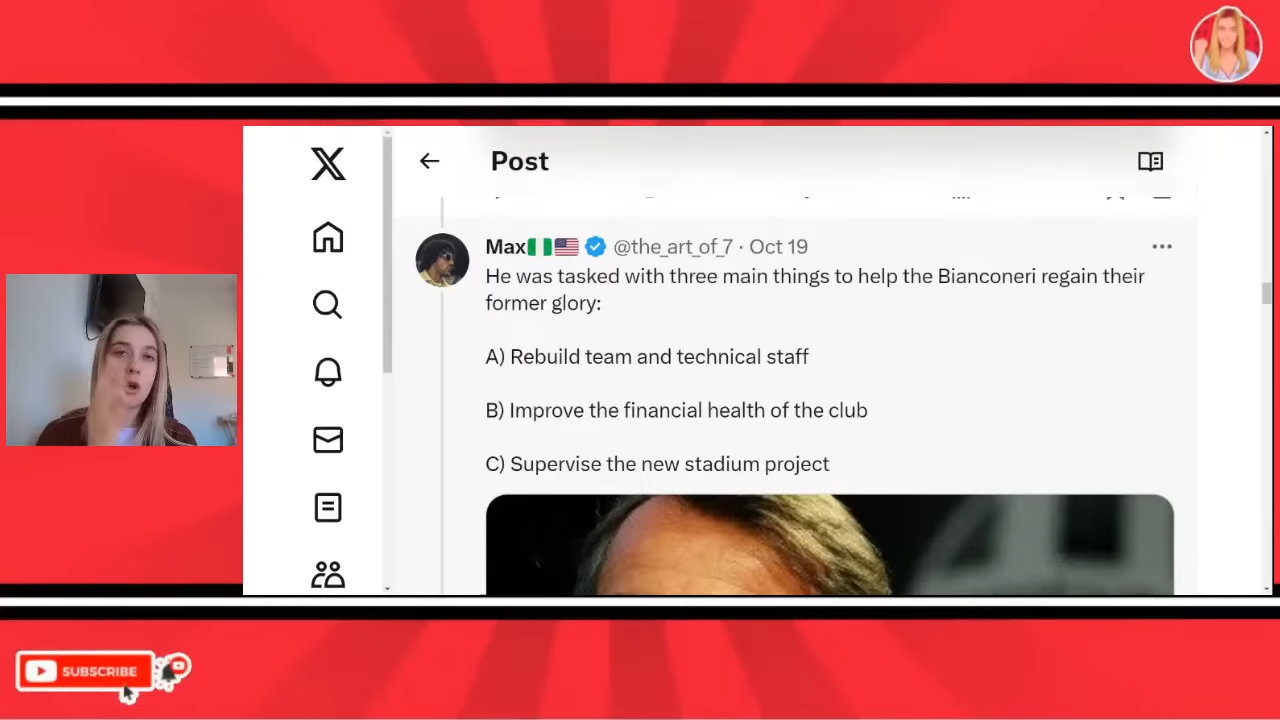 Post
Max @the_art_of_7 · Oct 19
He was tasked with three main things to help the Bianconeri regain their
former glory:
A) Rebuild team and technical staff
B) Improve the financial health of the club
C) Supervise the new stadium project
SUBSCRIBE